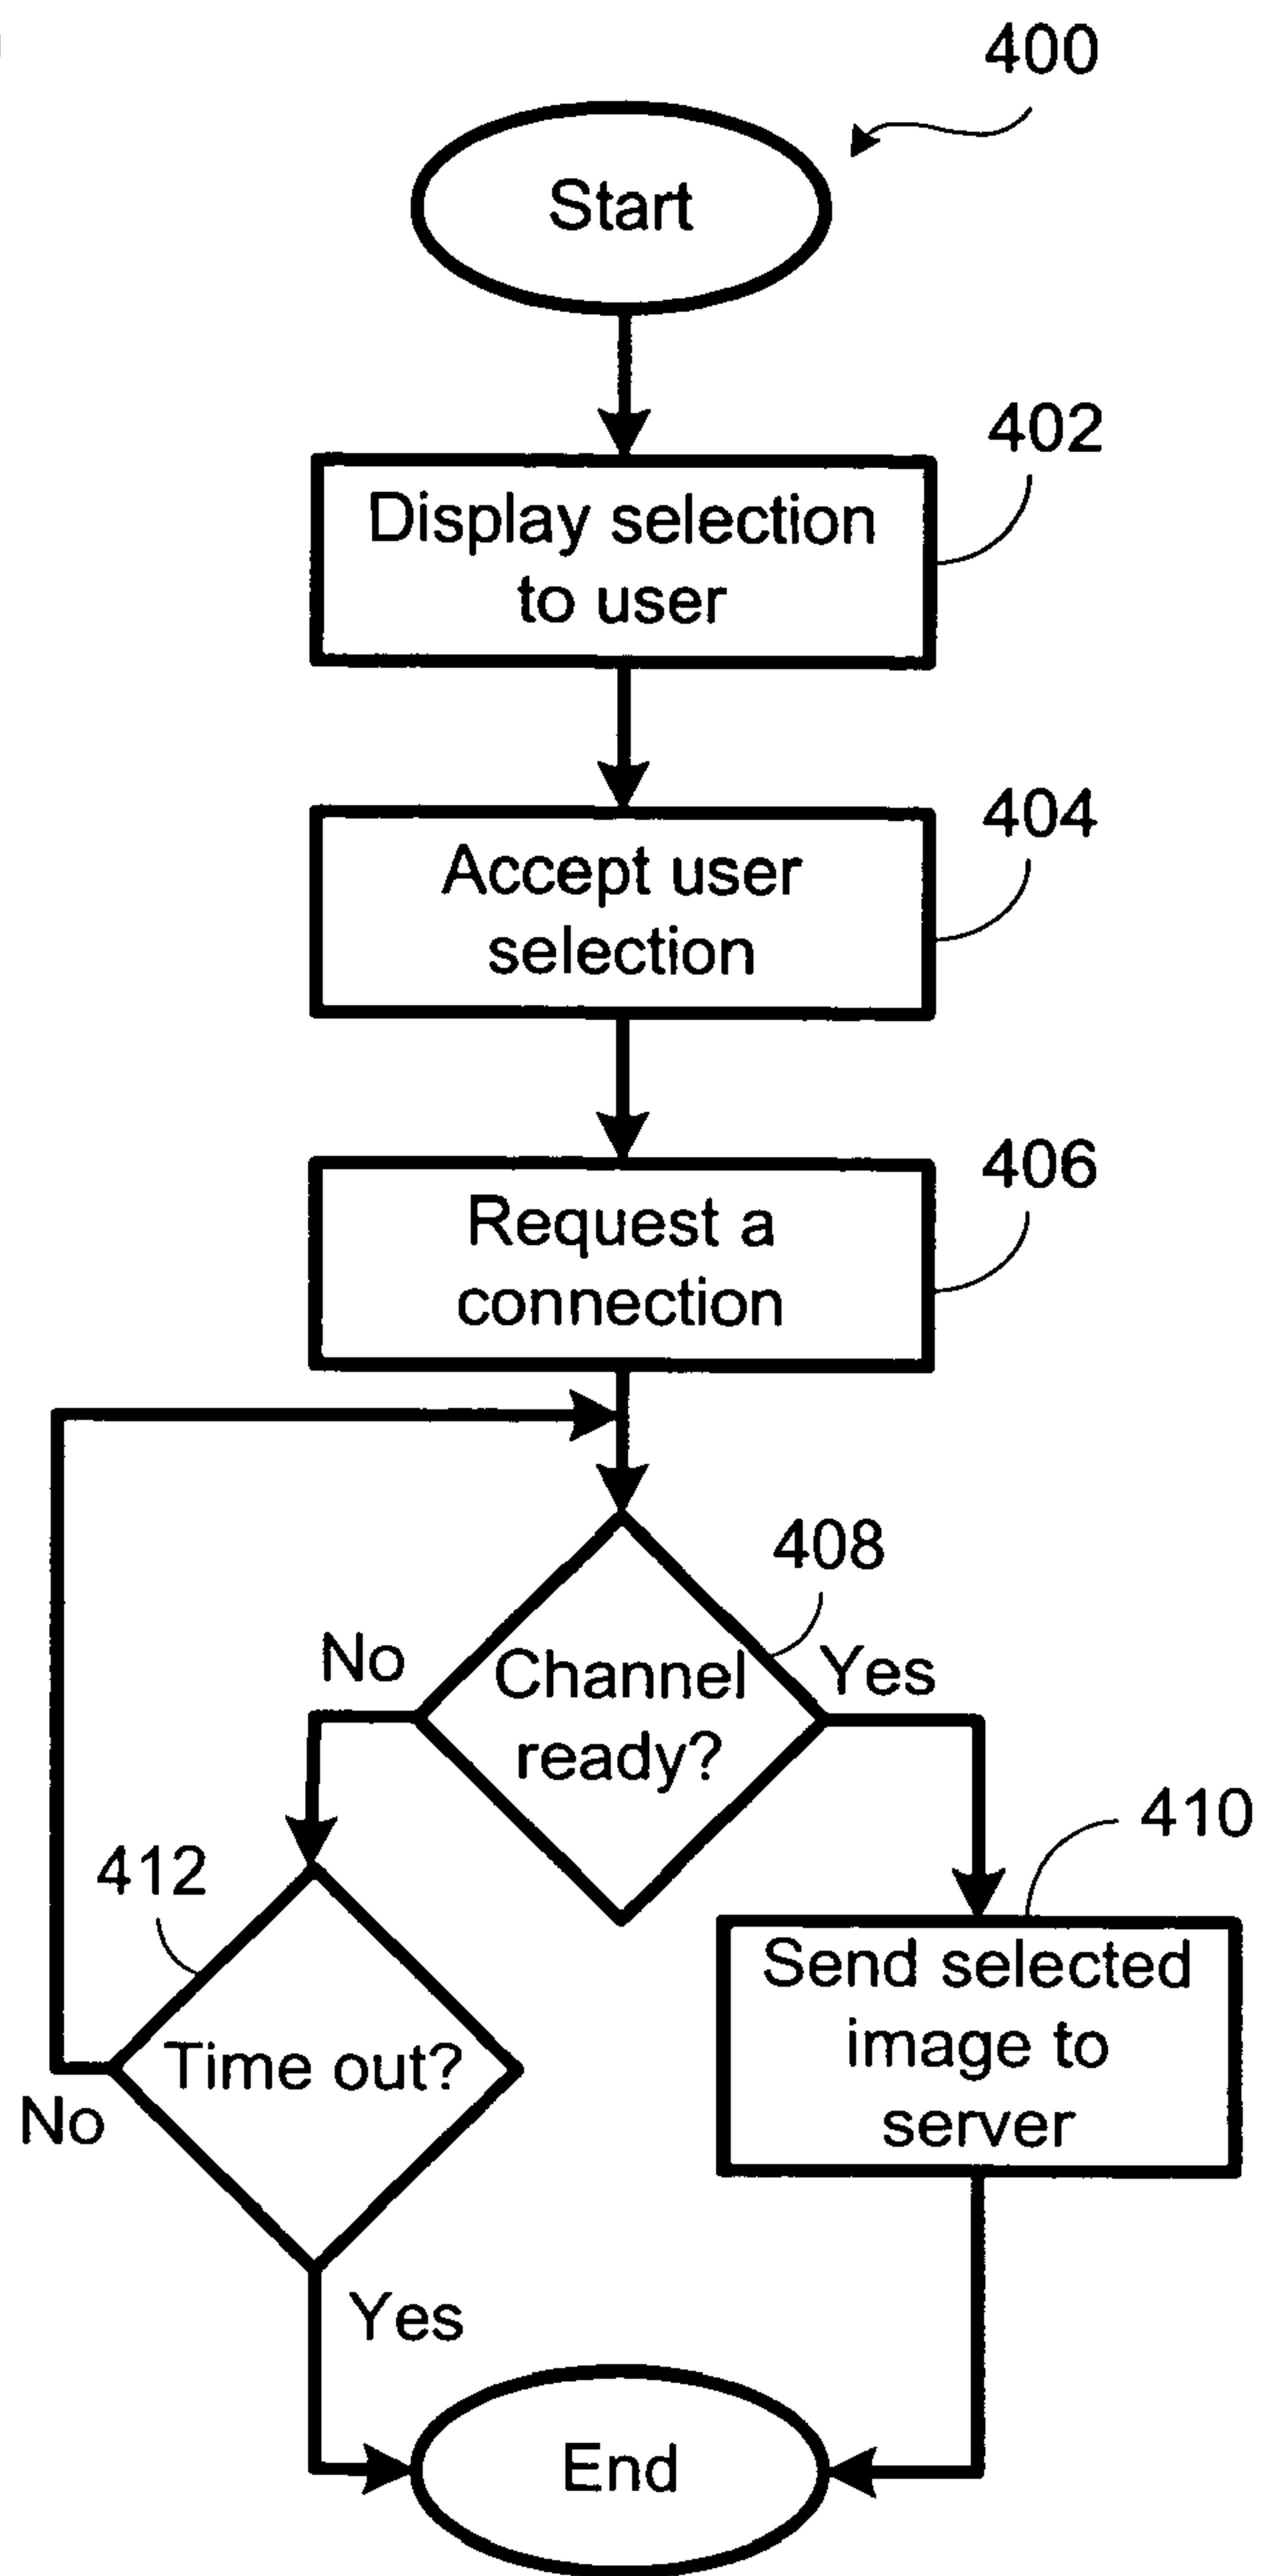 400
Start
402
Display selection
to user
404
Accept user
selection
406
Request a
connection
408
No
Channel
ready?
Yes
410
412
Send selected
image to
server
Time out?
No
Yes
End